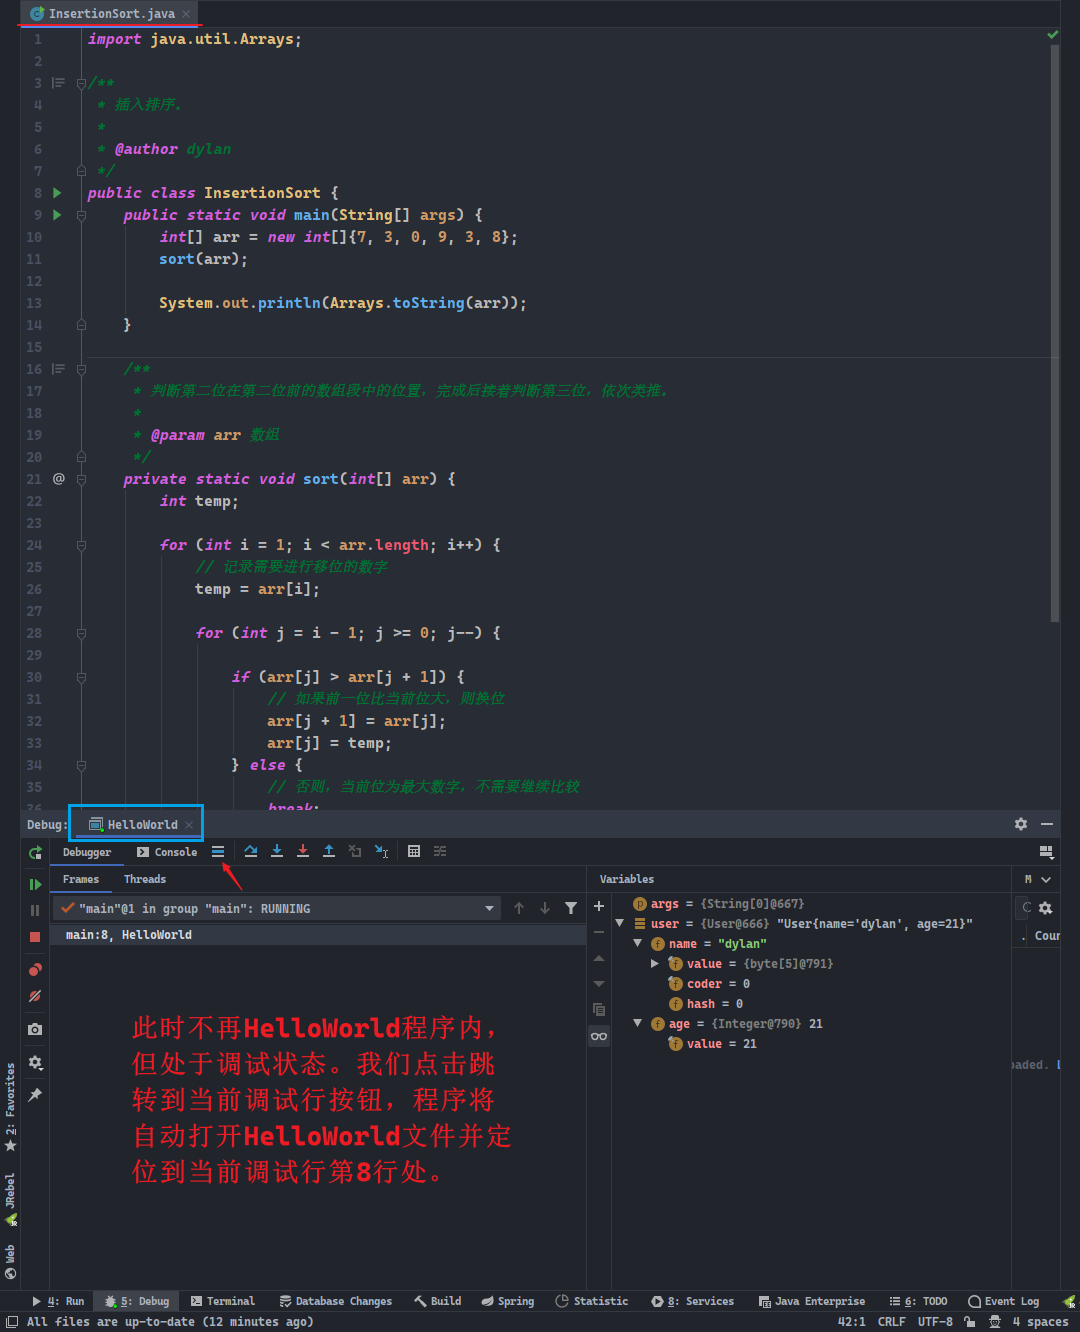 InsertionSort.java
1 import java.util.Arrays;
2
3 /**
4 * 插入排序.
5 *
6 * @author dylan
7 */
8 public class InsertionSort {
9 public static void main(String[] args) {
10 int[] arr = new int[]{7, 3, 0, 9, 3, 8};
11 sort(arr);
12
13 System.out.println(Arrays.toString(arr));
14 }
15
16 /**
17 * 判断第二位在第二位前的数组段中的位置，完成后接着判断第三位，依次类推.
18 *
19 * @param arr 数组
20 */
21 @ private static void sort(int[] arr) {
22 int temp;
23
24 for (int i = 1; i < arr.length; i++) {
25 // 记录需要进行移位的数字
26 temp = arr[i];
27
28 for (int j = i - 1; j >= 0; j--) {
29
30 if (arr[j] > arr[j + 1]) {
31 // 如果前一位比当前位大，则换位
32 arr[j + 1] = arr[j];
33 arr[j] = temp;
34 } else {
35 // 否则，当前位为最大数字，不需要继续比较
36 break;
Debug: HelloWorld
Debugger Console
Frames Threads
"main"@1 in group "main": RUNNING
main:8, HelloWorld
Variables
args = {String[0]@667}
user = {User@666} "User{name='dylan', age=21}"
name = "dylan"
value = {byte[5]@791}
coder = 0
hash = 0
age = {Integer@790} 21
value = 21
M
Coun
oaded. L
此时不再HelloWorld程序内，
但处于调试状态。我们点击跳
转到当前调试行按钮，程序将
自动打开HelloWorld文件并定
位到当前调试行第8行处。
2: Favorites
JRebel
Web
4: Run 5: Debug Terminal Database Changes Build Spring Statistic 8: Services Java Enterprise 6: TODO Event Log
All files are up-to-date (12 minutes ago) 42:1 CRLF UTF-8 4 spaces